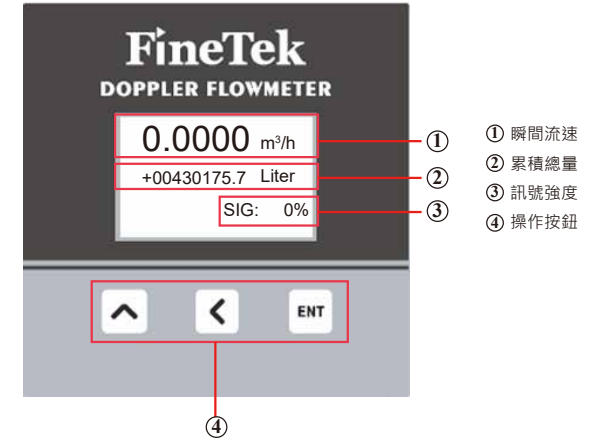 FineTek
DOPPLER FLOWMETER
0.0000 m³/h
+00430175.7 Liter
SIG: 0%
ENT
①
②
③
④
① 瞬間流速
② 累積總量
③ 訊號強度
④ 操作按鈕